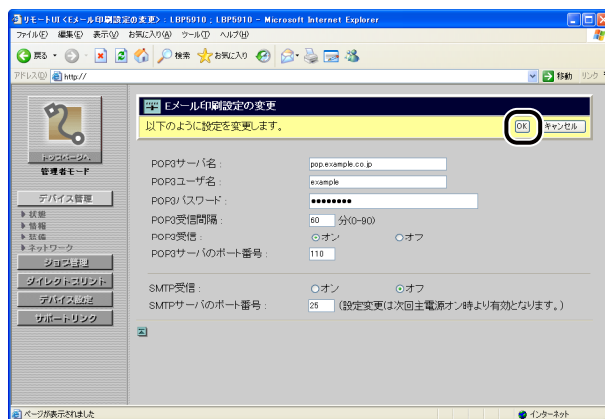 リモートUI <Eメール印刷設定の変更> : LBP5910 ; LBP5910 - Microsoft Internet Explorer
ファイル(F) 編集(E) 表示(V) お気に入り(A) ツール(T) ヘルプ(H)
戻る 検索 お気に入り
アドレス(D) http:// 移動 リンク
Eメール印刷設定の変更
以下のように設定を変更します。 OK キャンセル
トップページへ
管理者モード
デバイス管理
状態
情報
装備
ネットワーク
ジョブ管理
ダイレクトプリント
デバイス設定
サポートリンク
POP3サーバ名 : pop.example.co.jp
POP3ユーザ名 : example
POP3パスワード : ●●●●●●●●
POP3受信間隔 : 60 分(0-90)
POP3受信 : オン オフ
POP3サーバのポート番号 : 110
SMTP受信 : オン オフ
SMTPサーバのポート番号 : 25 (設定変更は次回主電源オン時より有効となります。)
ページが表示されました インターネット